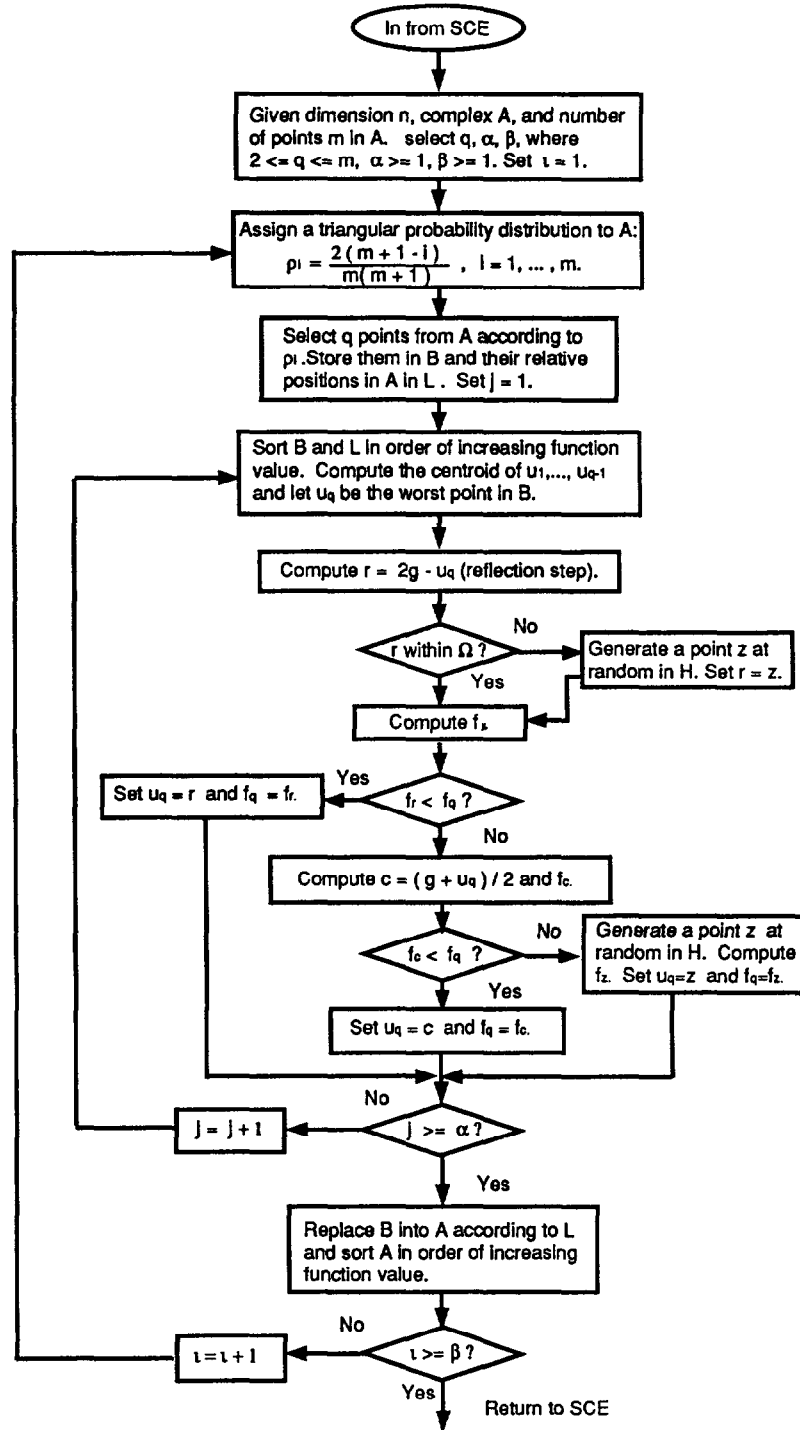 In from SCE
Given dimension n, complex A, and number
of points m in A. select q, α, β, where
2 <= q <= m, α >= 1, β >= 1. Set ι = 1.
Assign a triangular probability distribution to A:
ρi = 2 ( m + 1 - i ) / m( m + 1 ) , i = 1, ... , m.
Select q points from A according to
ρi .Store them in B and their relative
positions in A in L . Set j = 1.
Sort B and L in order of increasing function
value. Compute the centroid of u1,..., uq-1
and let uq be the worst point in B.
Compute r = 2g - uq (reflection step).
r within Ω ?
No
Generate a point z at
random in H. Set r = z.
Yes
Compute fr.
fr < fq ?
Yes
Set uq = r and fq = fr.
No
Compute c = ( g + uq ) / 2 and fc.
fc < fq ?
No
Generate a point z at
random in H. Compute
fz. Set uq=z and fq=fz.
Yes
Set uq = c and fq = fc.
j >= α ?
No
j = j + 1
Yes
Replace B into A according to L
and sort A in order of increasing
function value.
ι >= β ?
No
ι = ι + 1
Yes
Return to SCE